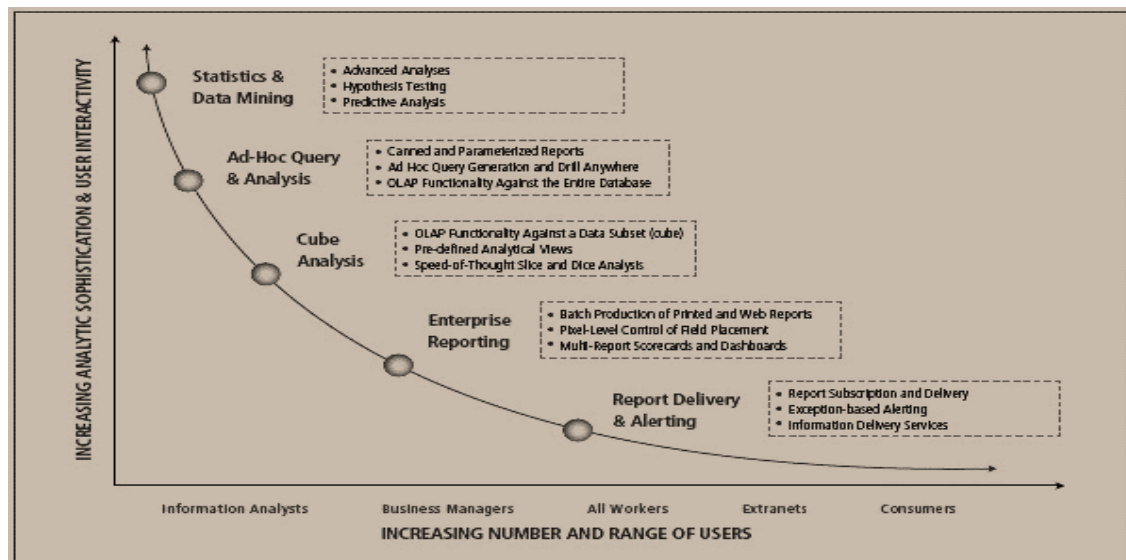 INCREASING ANALYTIC SOPHISTICATION & USER INTERACTIVITY
Statistics &
Data Mining
• Advanced Analyses
• Hypothesis Testing
• Predictive Analysis
Ad-Hoc Query
& Analysis
• Canned and Parameterized Reports
• Ad Hoc Query Generation and Drill Anywhere
• OLAP Functionality Against the Entire Database
Cube
Analysis
• OLAP Functionality Against a Data Subset (cube)
• Pre-defined Analytical Views
• Speed-of-Thought Slice and Dice Analysis
Enterprise
Reporting
• Batch Production of Printed and Web Reports
• Pixel-Level Control of Field Placement
• Multi-Report Scorecards and Dashboards
Report Delivery
& Alerting
• Report Subscription and Delivery
• Exception-based Alerting
• Information Delivery Services
Information Analysts Business Managers All Workers Extranets Consumers
INCREASING NUMBER AND RANGE OF USERS